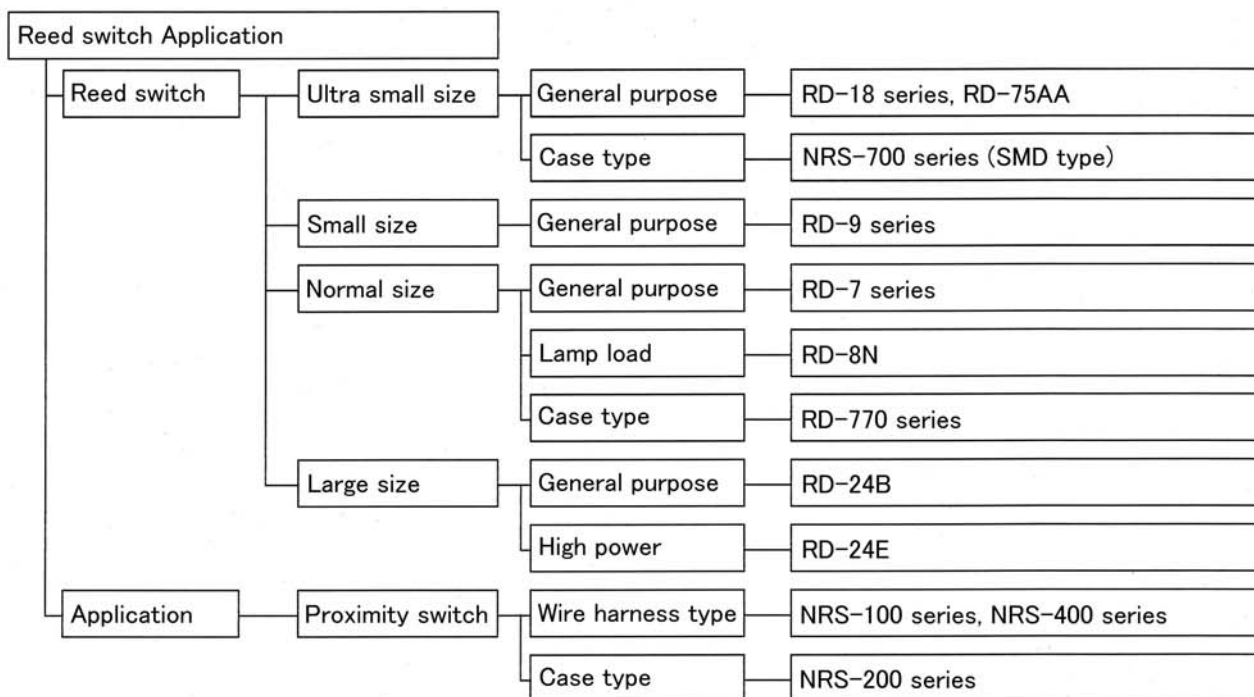 Reed switch Application
Reed switch Ultra small size General purpose RD-18 series, RD-75AA
Case type NRS-700 series (SMD type)
Small size General purpose RD-9 series
Normal size General purpose RD-7 series
Lamp load RD-8N
Case type RD-770 series
Large size General purpose RD-24B
High power RD-24E
Application Proximity switch Wire harness type NRS-100 series, NRS-400 series
Case type NRS-200 series